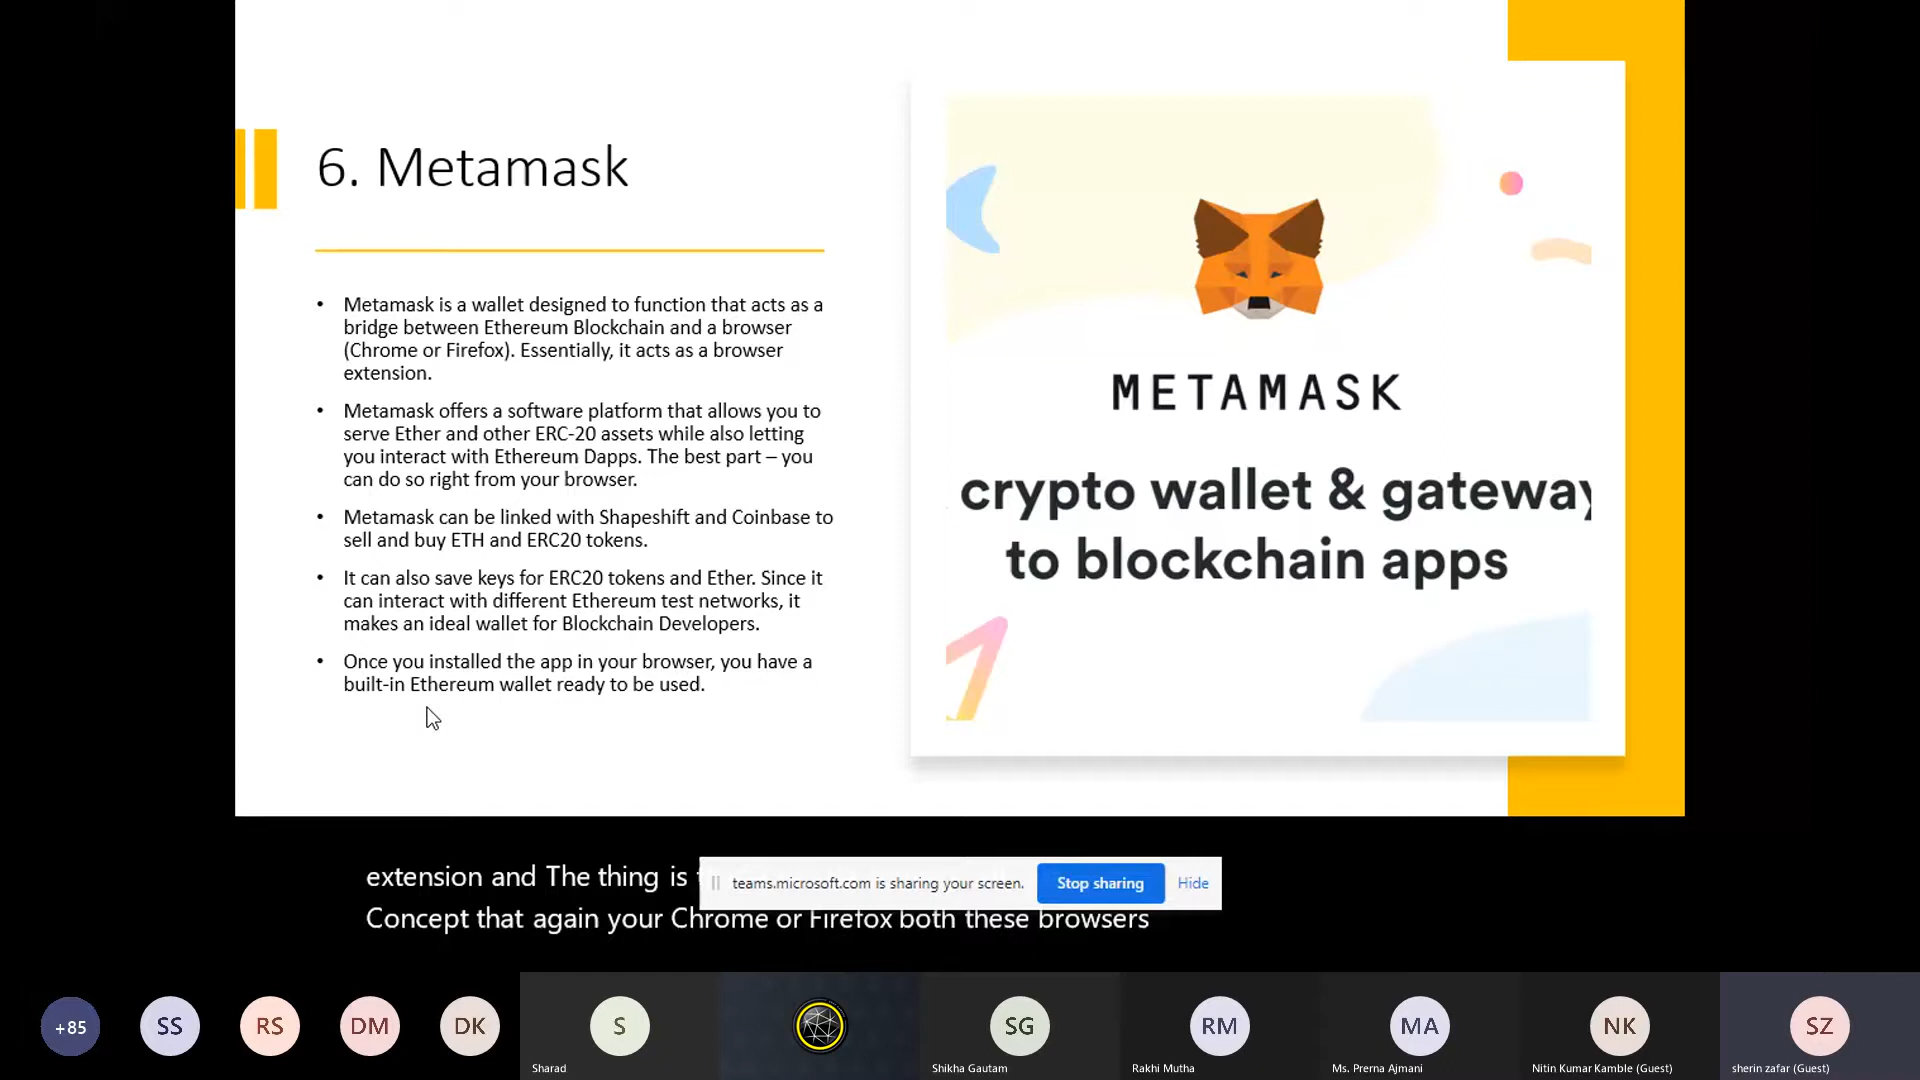 6. Metamask
• Metamask is a wallet designed to function that acts as a
bridge between Ethereum Blockchain and a browser
(Chrome or Firefox). Essentially, it acts as a browser
extension.
• Metamask offers a software platform that allows you to
serve Ether and other ERC-20 assets while also letting
you interact with Ethereum Dapps. The best part – you
can do so right from your browser.
• Metamask can be linked with Shapeshift and Coinbase to
sell and buy ETH and ERC20 tokens.
• It can also save keys for ERC20 tokens and Ether. Since it
can interact with different Ethereum test networks, it
makes an ideal wallet for Blockchain Developers.
• Once you installed the app in your browser, you have a
built-in Ethereum wallet ready to be used.
METAMASK
crypto wallet & gateway
to blockchain apps
extension and The thing is
teams.microsoft.com is sharing your screen.
Stop sharing
Hide
Concept that again your Chrome or Firefox both these browsers
+85
SS
RS
DM
DK
S
SG
RM
MA
NK
SZ
Sharad
Shikha Gautam
Rakhi Mutha
Ms. Prerna Ajmani
Nitin Kumar Kamble (Guest)
sherin zafar (Guest)